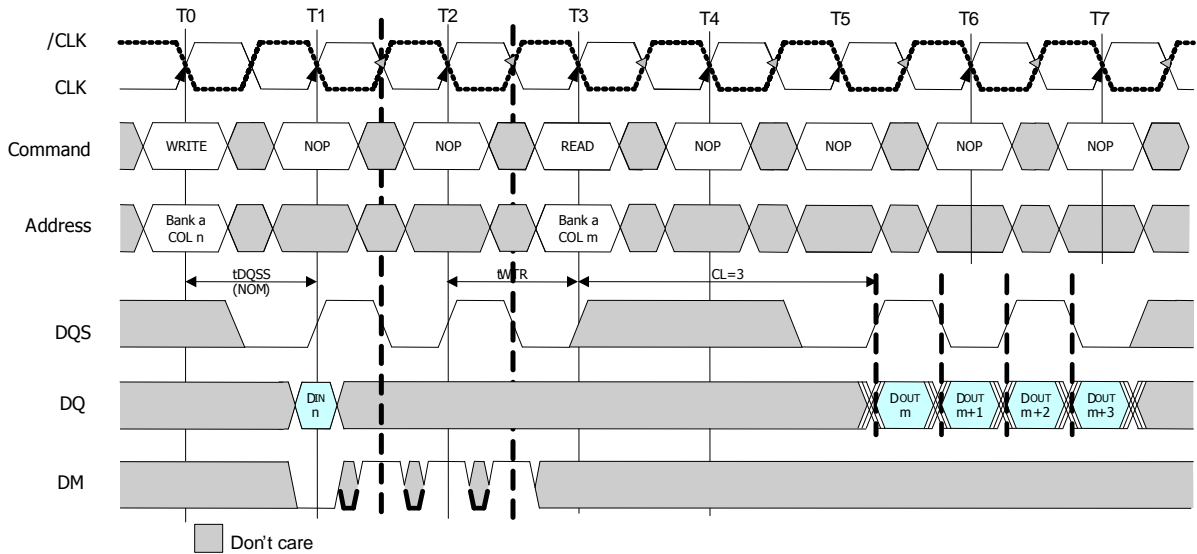 T0 T1 T2 T3 T4 T5 T6 T7
/CLK
CLK
Command WRITE NOP NOP READ NOP NOP NOP NOP
Address Bank a COL n Bank a COL m
tDQSS (NOM) tWTR CL=3
DQS
DQ DIN n DOUT m DOUT m+1 DOUT m+2 DOUT m+3
DM
Don't care